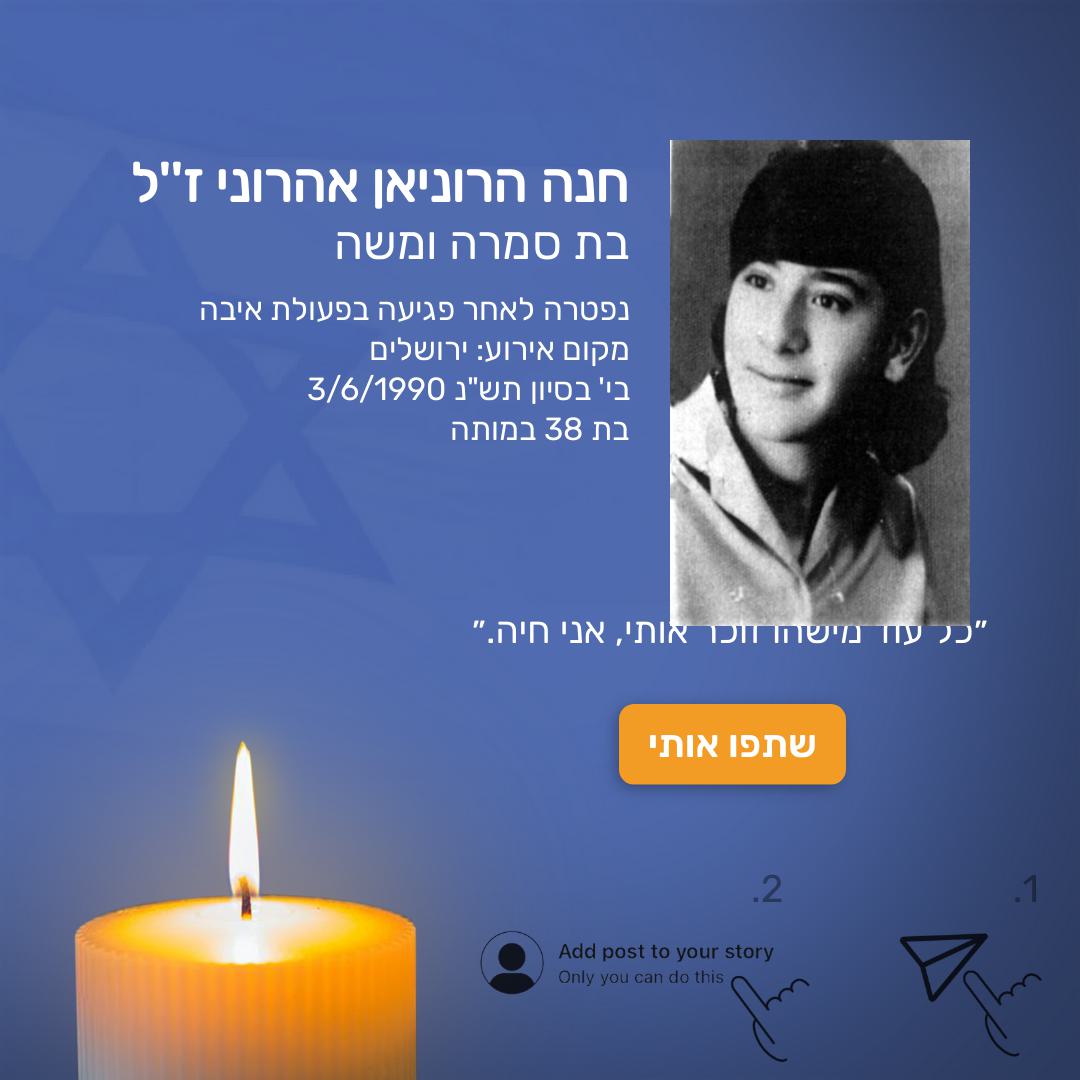 חנה הרוניאן אהרוני ז"ל
בת סמרה ומשה
נפטרה לאחר פגיעה בפעולת איבה
מקום אירוע: ירושלים
בי' בסיון תש"נ 3/6/1990
בת 38 במותה
״כל עוד מישהו זוכר אותי, אני חיה.״
שתפו אותי
1.
2.
Add post to your story
Only you can do this